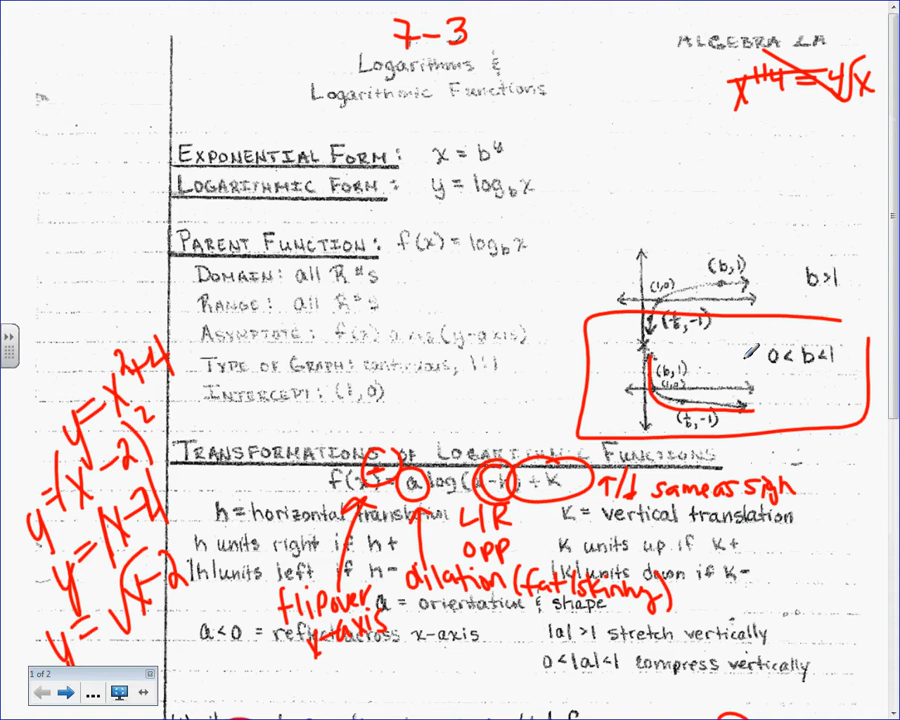 7-3
ALGEBRA 2A
Logarithms &
Logarithmic Functions
x^1/4 = 4√x
EXPONENTIAL FORM: x = b^y
LOGARITHMIC FORM: y = log_b x
PARENT FUNCTION: f(x) = log_b x
DOMAIN: all R #s
RANGE: all R #s
ASYMPTOTE: f(x) axis (y-axis)
TYPE OF GRAPH: continuous, 1:1
INTERCEPT: (1,0)
(b,1)
(1,0)
b>1
(1/b,-1)
0<b<1
(b,1)
(1,0)
(1/b,-1)
y=x²+4
y=(x-2)²
y=|x-2|
y=√x-2
TRANSFORMATIONS OF LOGARITHMIC FUNCTIONS
f(x) = ± a log(x-h) + k
↑/↓ same as sign
h = horizontal translation
L/R
opp
k = vertical translation
h units right if h+
k units up if k+
|h| units left if h-
|k| units down if k-
dilation (fat/skinny)
flip over
x-axis
a = orientation & shape
a<0 = reflect across x-axis
|a|>1 stretch vertically
0<|a|<1 compress vertically
1 of 2